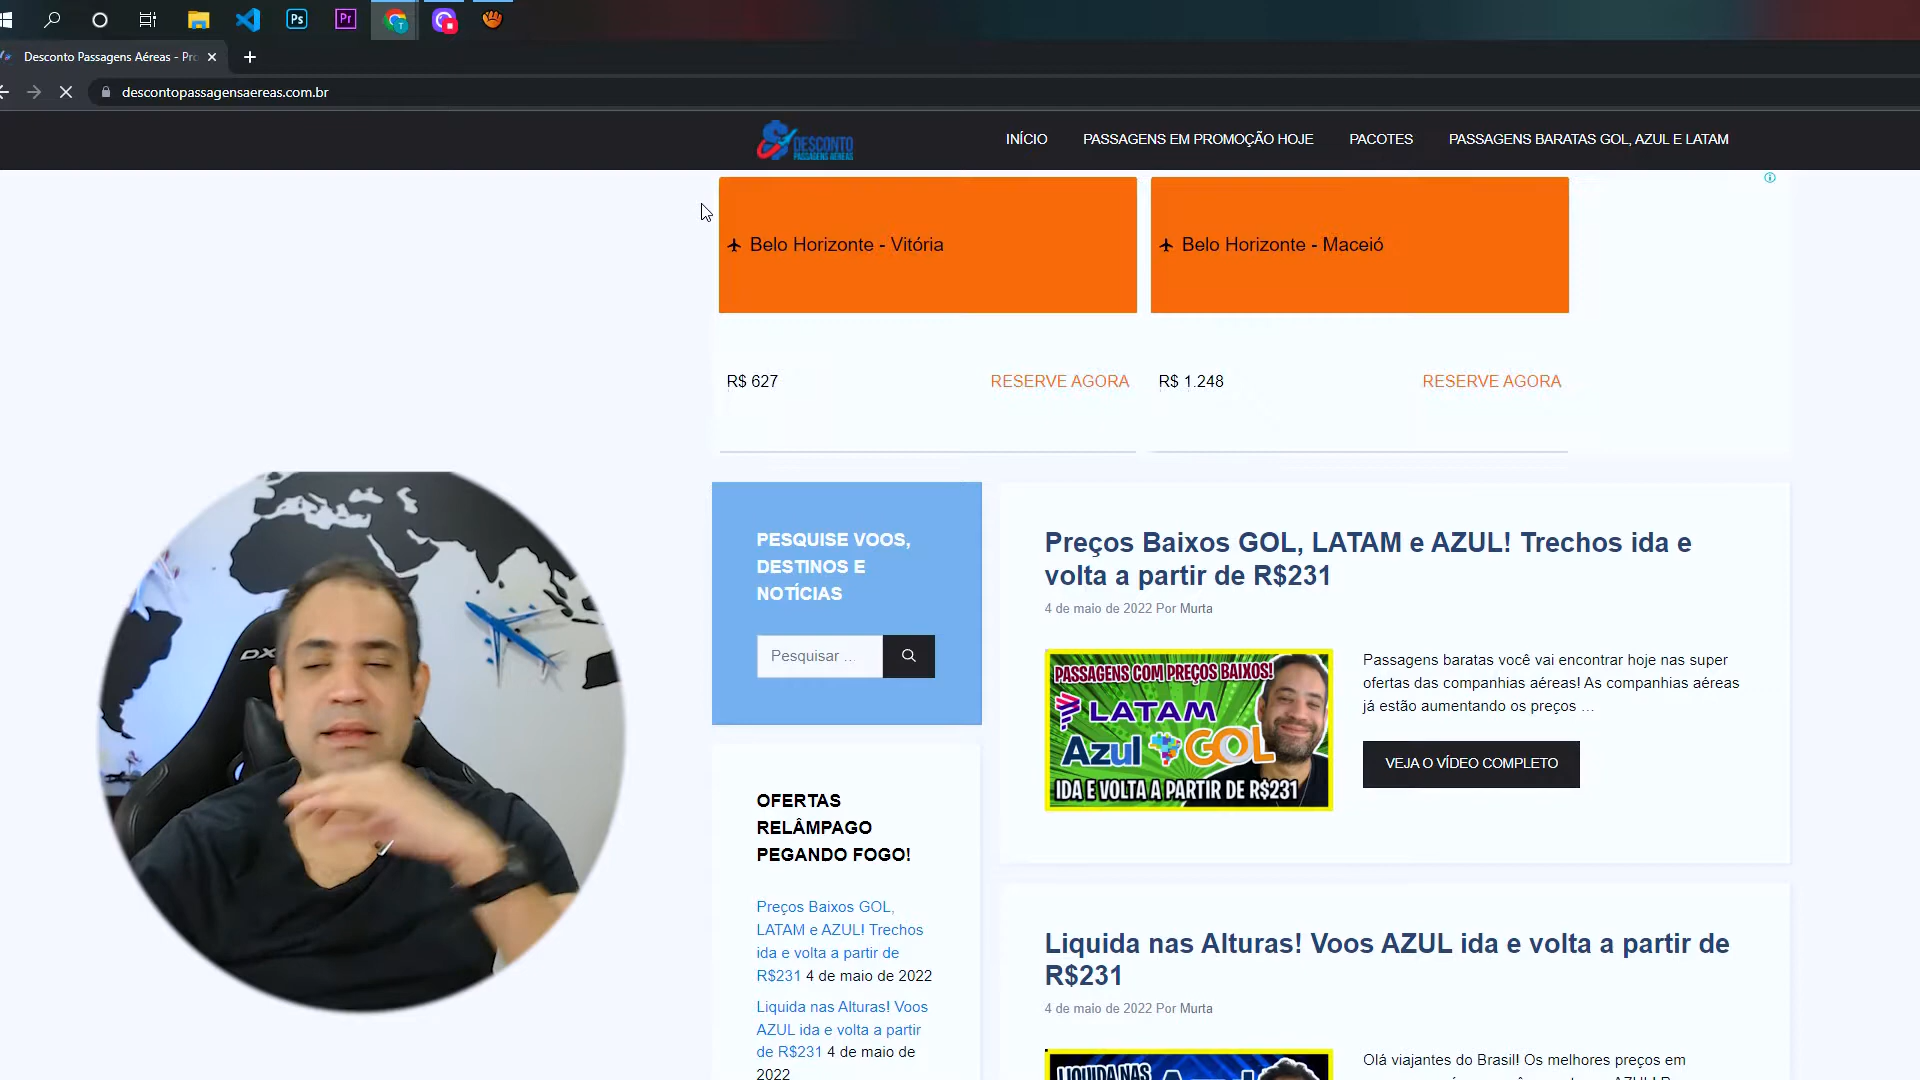 Ps
Pr
Desconto Passagens Aéreas - Pro
descontopassagensaereas.com.br
DESCONTO
PASSAGENS AÉREAS
INÍCIO
PASSAGENS EM PROMOÇÃO HOJE
PACOTES
PASSAGENS BARATAS GOL, AZUL E LATAM
Belo Horizonte - Vitória
Belo Horizonte - Maceió
R$ 627
RESERVE AGORA
R$ 1.248
RESERVE AGORA
DX
PESQUISE VOOS,
DESTINOS E
NOTÍCIAS
Pesquisar ...
OFERTAS
RELÂMPAGO
PEGANDO FOGO!
Preços Baixos GOL,
LATAM e AZUL! Trechos
ida e volta a partir de
R$231 4 de maio de 2022
Liquida nas Alturas! Voos
AZUL ida e volta a partir
de R$231 4 de maio de
2022
Preços Baixos GOL, LATAM e AZUL! Trechos ida e
volta a partir de R$231
4 de maio de 2022 Por Murta
PASSAGENS COM PREÇOS BAIXOS!
LATAM
Azul GOL
IDA E VOLTA A PARTIR DE R$231
Passagens baratas você vai encontrar hoje nas super
ofertas das companhias aéreas! As companhias aéreas
já estão aumentando os preços ...
VEJA O VÍDEO COMPLETO
Liquida nas Alturas! Voos AZUL ida e volta a partir de
R$231
4 de maio de 2022 Por Murta
LIQUIDA NAS
Olá viajantes do Brasil! Os melhores preços em